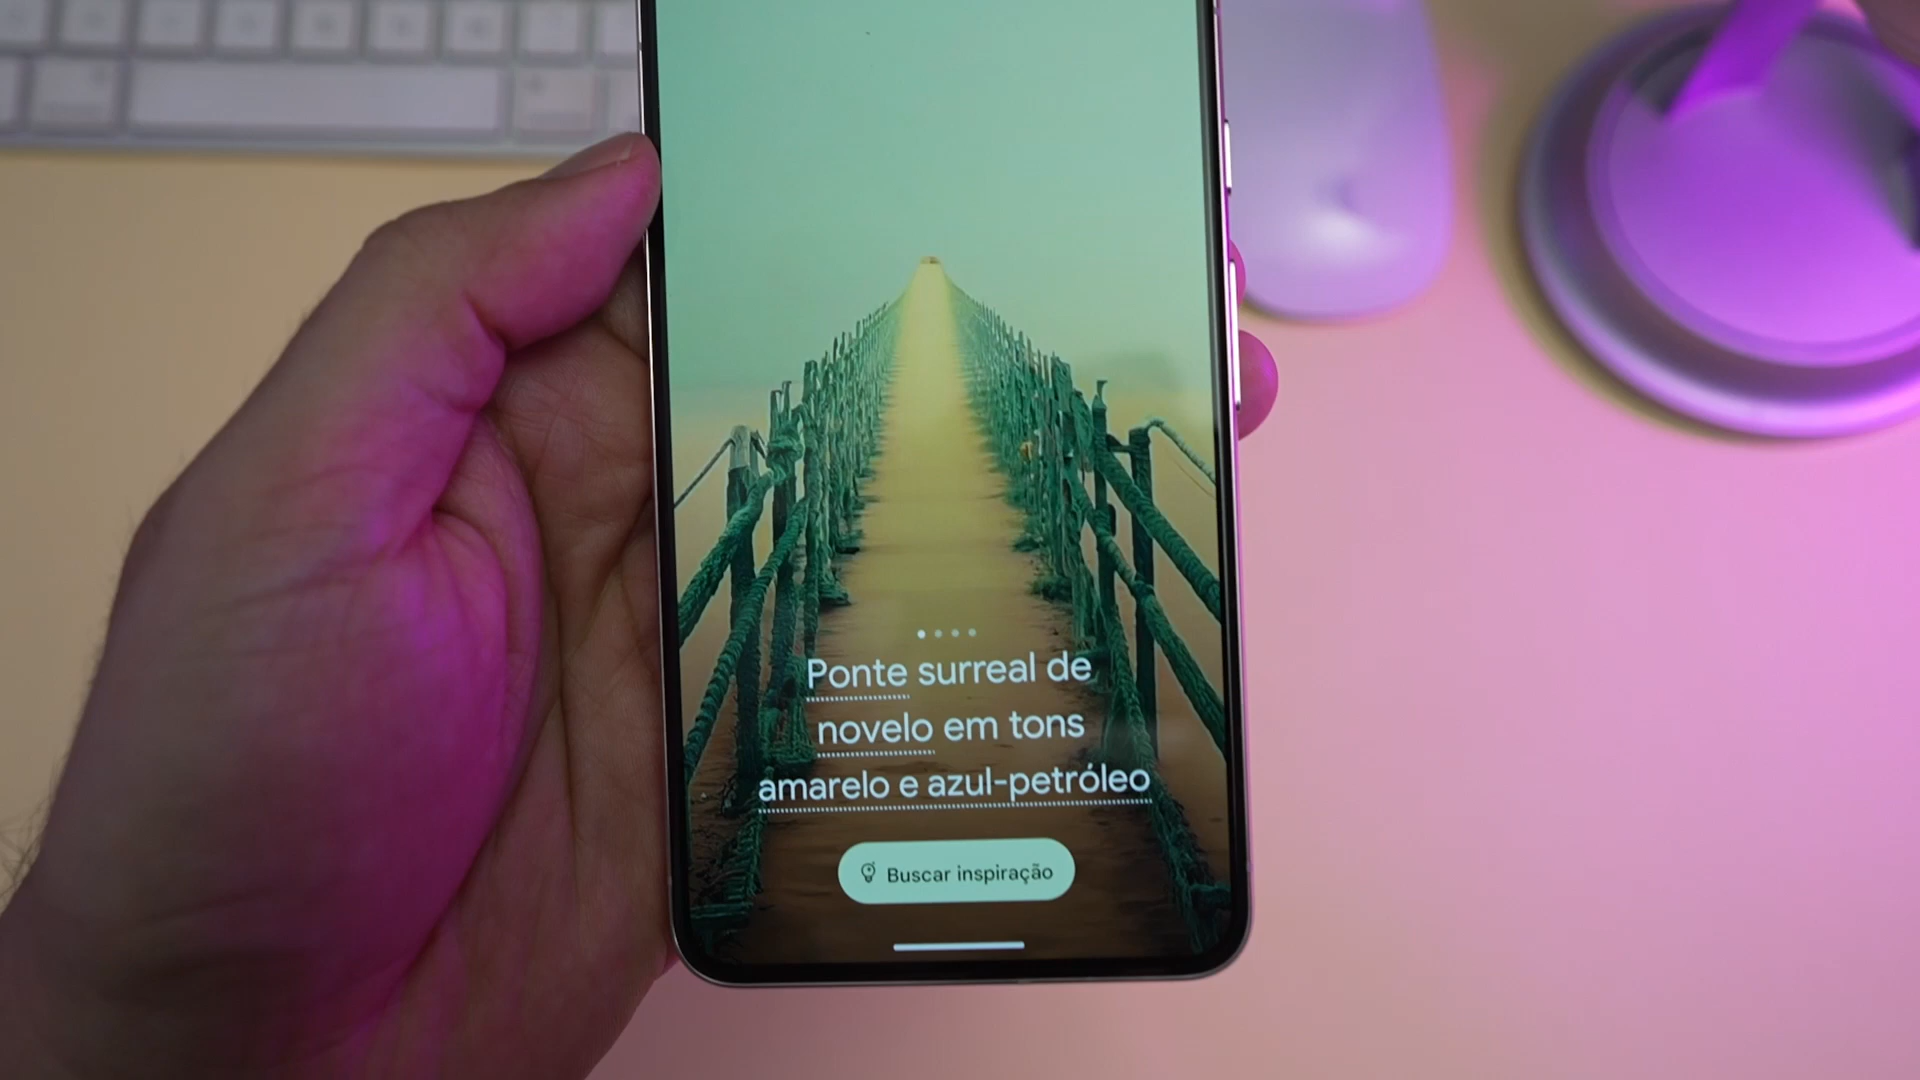 Ponte surreal de
novelo em tons
amarelo e azul-petróleo
Buscar inspiração